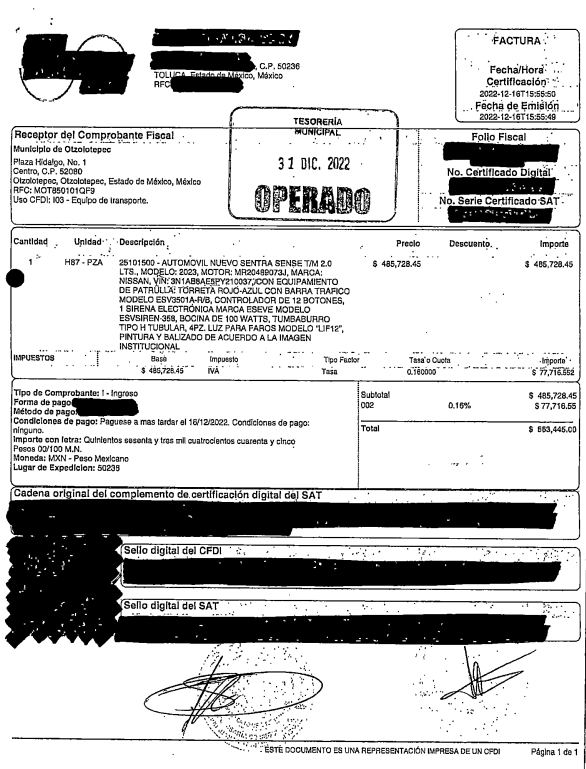 FACTURA
, C.P. 50236
TOLUCA, Estado de México, México
RFC
Fecha/Hora
Certificación
2022-12-16T15:55:50
Fecha de Emisión
2022-12-16T15:55:49
TESORERÍA
MUNICIPAL
31 DIC. 2022
OPERADO
Receptor del Comprobante Fiscal
Municipio de Otzolotepec
Plaza Hidalgo, No. 1
Centro, C.P. 52080
Otzolotepec, Otzolotepec, Estado de México, México
RFC: MOT850101QF9
Uso CFDI: I03 - Equipo de transporte.
Folio Fiscal
No. Certificado Digital
No. Serie Certificado SAT
Cantidad Unidad Descripción Precio Descuento Importe
1 H87 - PZA 25101500 - AUTOMOVIL NUEVO SENTRA SENSE T/M 2.0 $ 485,728.45 $ 485,728.45
LTS., MODELO: 2023, MOTOR: MR20489073J, MARCA:
NISSAN, VIN: 3N1AB8AE5PY210037,CON EQUIPAMIENTO
DE PATRULLA: TORRETA ROJO-AZUL CON BARRA TRAFICO
MODELO ESV3501A-R/B, CONTROLADOR DE 12 BOTONES,
1 SIRENA ELECTRÓNICA MARCA ESEVE MODELO
ESVSIREN-358, BOCINA DE 100 WATTS, TUMBABURRO
TIPO H TUBULAR, 4PZ. LUZ PARA FAROS MODELO "LIF12",
PINTURA Y BALIZADO DE ACUERDO A LA IMAGEN
INSTITUCIONAL
IMPUESTOS Base Impuesto Tipo Factor Tasa o Cuota Importe
$ 485,728.45 IVA Tasa 0.160000 $ 77,716.552
Tipo de Comprobante: I - Ingreso
Forma de pago:
Método de pago:
Condiciones de pago: Paguese a mas tardar el 16/12/2022. Condiciones de pago:
ninguno.
Importe con letra: Quinientos sesenta y tres mil cuatrocientos cuarenta y cinco
Pesos 00/100 M.N.
Moneda: MXN - Peso Mexicano
Lugar de Expedicion: 50236
Subtotal $ 485,728.45
002 0.16% $ 77,716.55
Total $ 563,445.00
Cadena original del complemento de certificación digital del SAT
Sello digital del CFDI
Sello digital del SAT
ESTE DOCUMENTO ES UNA REPRESENTACIÓN IMPRESA DE UN CFDI Página 1 de 1